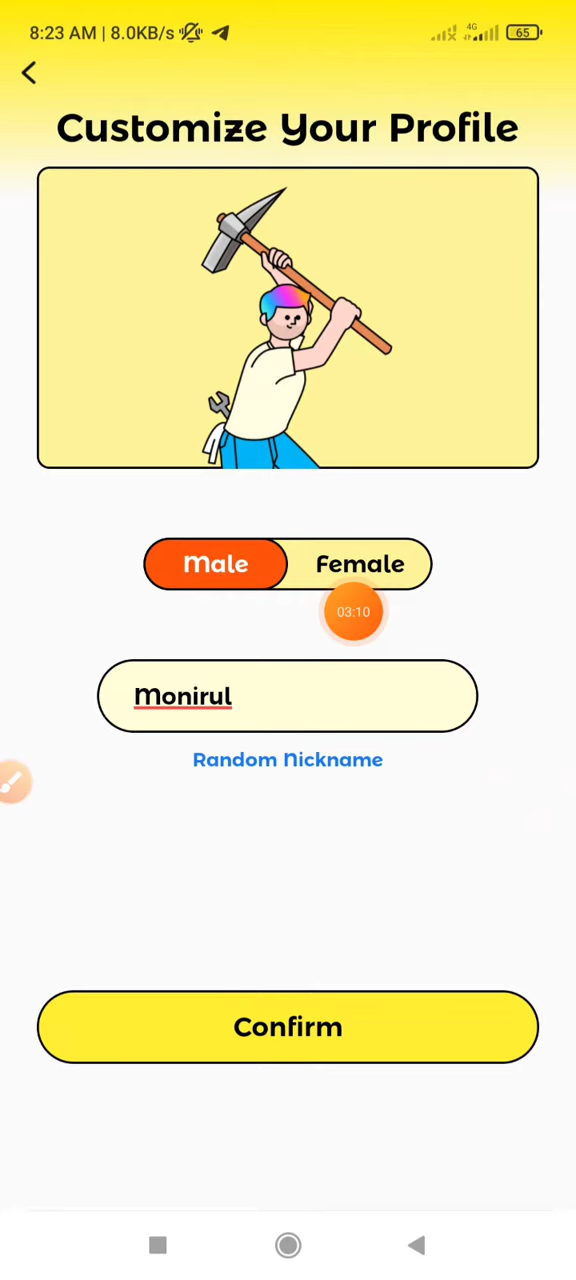 8:23 AM | 8.0KB/s
4G
65
Customize Your Profile
Male
Female
03:10
Monirul
Random Nickname
Confirm